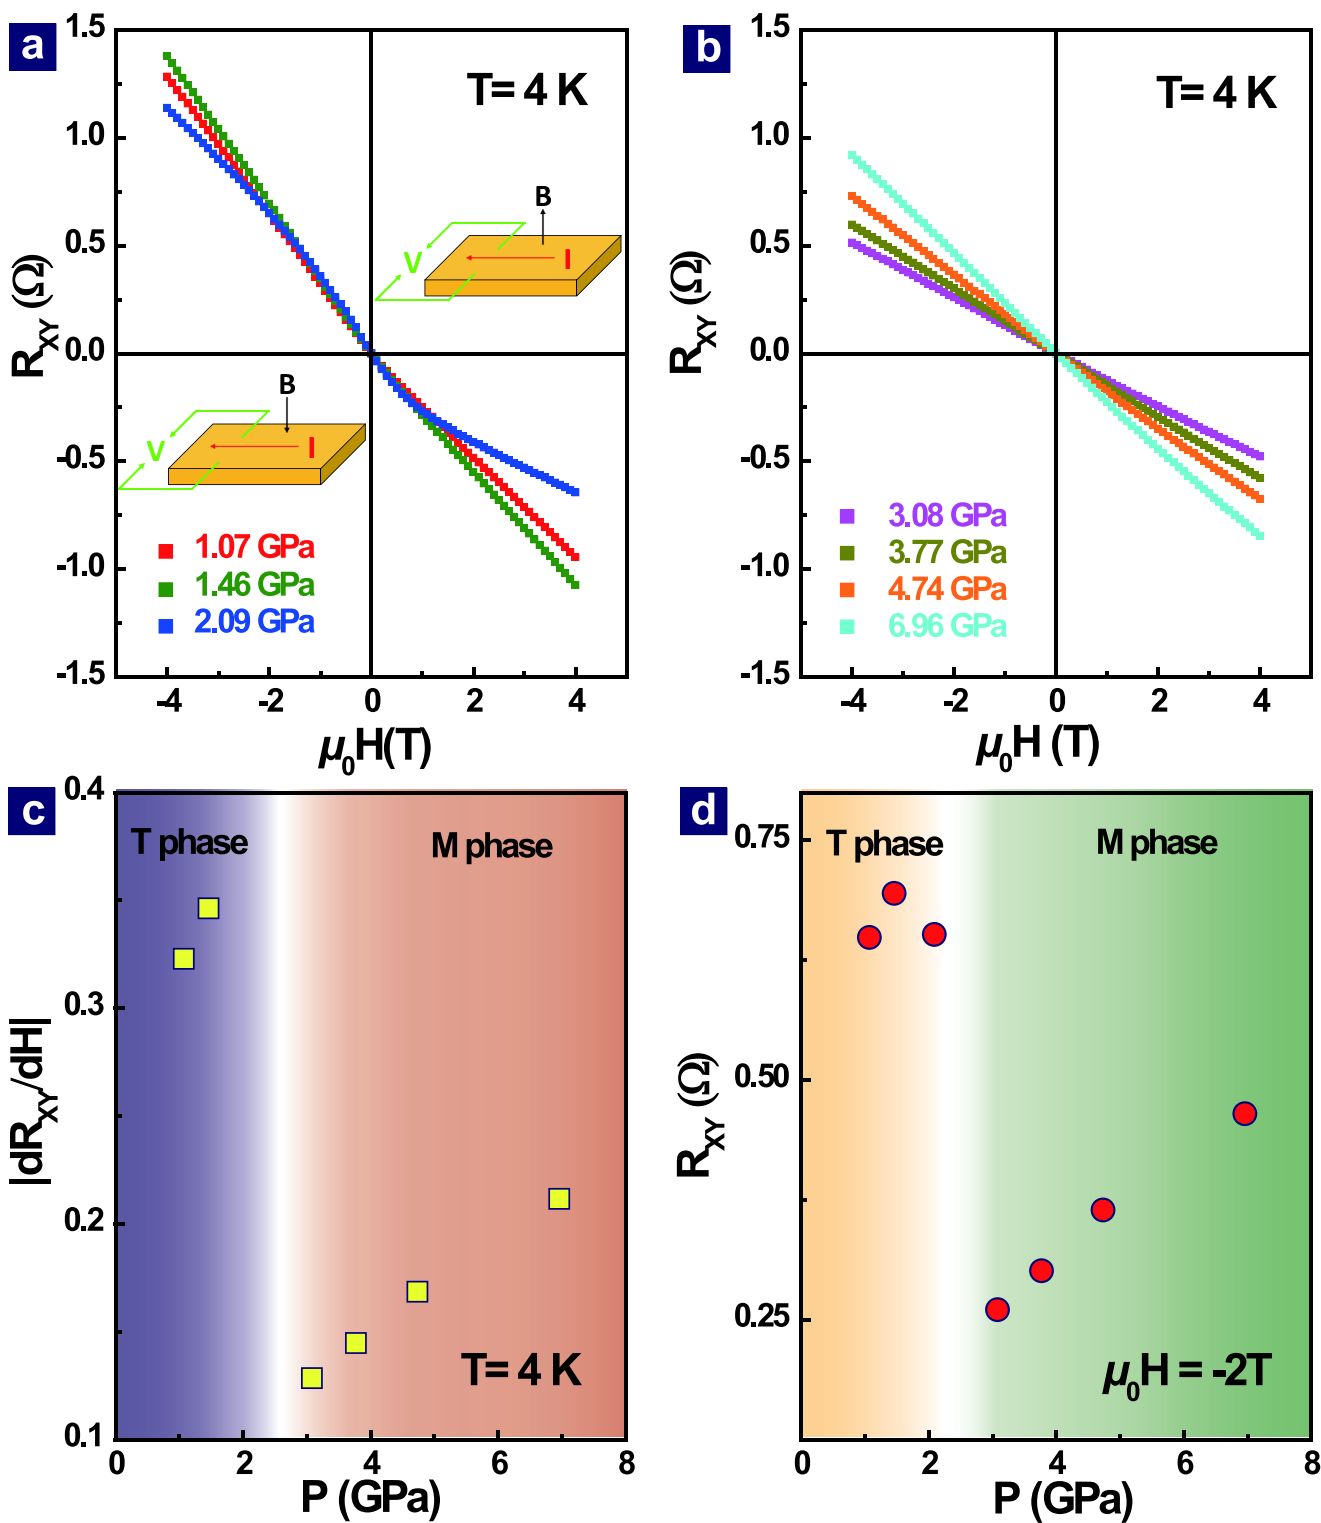 a
T= 4 K
R_XY (Ω)
1.5
1.0
0.5
0.0
-0.5
-1.0
-1.5
B
V
I
B
V
I
1.07 GPa
1.46 GPa
2.09 GPa
-4 -2 0 2 4
μ₀H(T)
b
T= 4 K
R_XY (Ω)
1.5
1.0
0.5
0.0
-0.5
-1.0
-1.5
3.08 GPa
3.77 GPa
4.74 GPa
6.96 GPa
-4 -2 0 2 4
μ₀H (T)
c
T phase
M phase
|dR_XY/dH|
0.4
0.3
0.2
0.1
T= 4 K
0 2 4 6 8
P (GPa)
d
T phase
M phase
R_XY (Ω)
0.75
0.50
0.25
μ₀H = -2T
0 2 4 6 8
P (GPa)